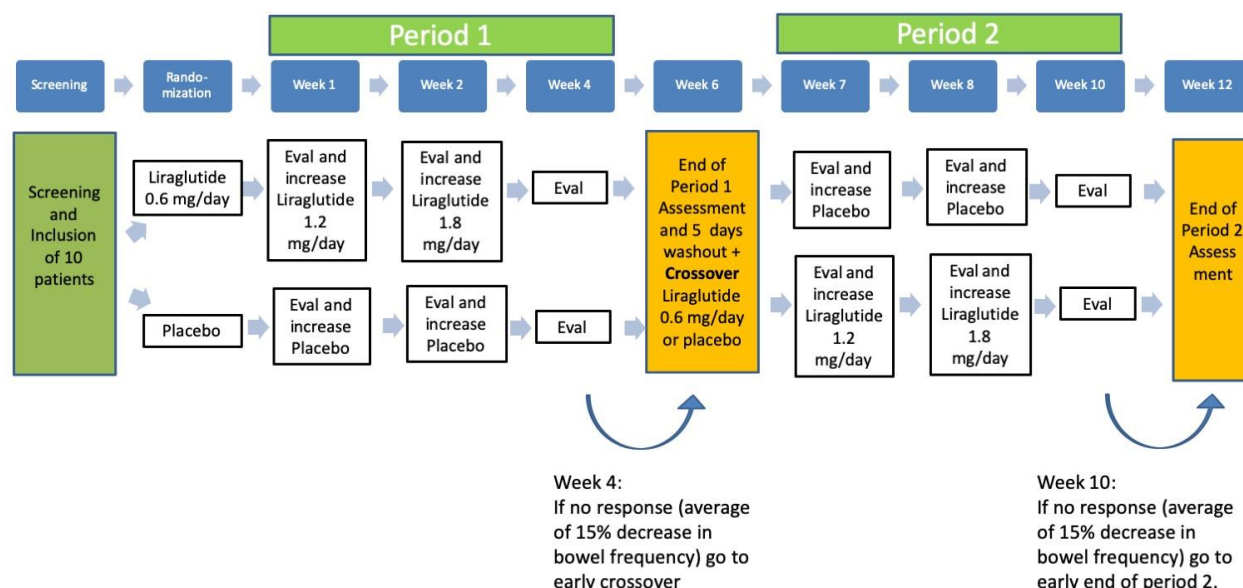 Period 1
Period 2
Screening
Rando-
mization
Week 1
Week 2
Week 4
Week 6
Week 7
Week 8
Week 10
Week 12
Screening
and
Inclusion
of 10
patients
Liraglutide
0.6 mg/day
Eval and
increase
Liraglutide
1.2
mg/day
Eval and
increase
Liraglutide
1.8
mg/day
Eval
Placebo
Eval and
increase
Placebo
Eval and
increase
Placebo
Eval
End of
Period 1
Assessment
and 5 days
washout +
Crossover
Liraglutide
0.6 mg/day
or placebo
Eval and
increase
Placebo
Eval and
increase
Placebo
Eval
Eval and
increase
Liraglutide
1.2
mg/day
Eval and
increase
Liraglutide
1.8
mg/day
Eval
End of
Period 2
Assess
ment
Week 4:
If no response (average
of 15% decrease in
bowel frequency) go to
early crossover
Week 10:
If no response (average
of 15% decrease in
bowel frequency) go to
early end of period 2.